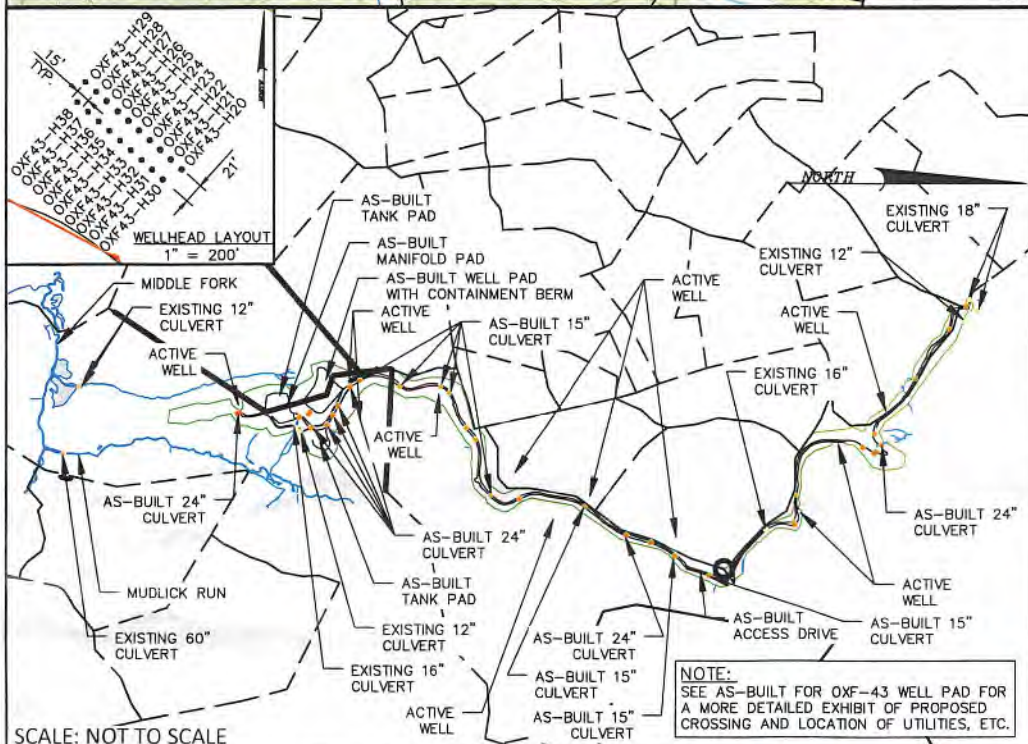 15'
TYP.
OXF43-H29
OXF43-H28
OXF43-H27
OXF43-H26
OXF43-H25
OXF43-H24
OXF43-H23
OXF43-H22
OXF43-H21
OXF43-H20
OXF43-H38
OXF43-H37
OXF43-H36
OXF43-H35
OXF43-H34
OXF43-H33
OXF43-H32
OXF43-H31
OXF43-H30
21'
WELLHEAD LAYOUT
1" = 200'
NORTH
AS-BUILT
TANK PAD
AS-BUILT
MANIFOLD PAD
AS-BUILT WELL PAD
WITH CONTAINMENT BERM
MIDDLE FORK
EXISTING 12"
CULVERT
ACTIVE
WELL
ACTIVE
WELL
AS-BUILT 15"
CULVERT
ACTIVE
WELL
EXISTING 12"
CULVERT
EXISTING 18"
CULVERT
ACTIVE
WELL
EXISTING 16"
CULVERT
ACTIVE
WELL
AS-BUILT 24"
CULVERT
AS-BUILT 24"
CULVERT
AS-BUILT 24"
CULVERT
MUDLICK RUN
AS-BUILT
TANK PAD
EXISTING 60"
CULVERT
EXISTING 12"
CULVERT
EXISTING 16"
CULVERT
ACTIVE
WELL
AS-BUILT 24"
CULVERT
AS-BUILT 15"
CULVERT
AS-BUILT 15"
CULVERT
AS-BUILT
ACCESS DRIVE
ACTIVE
WELL
AS-BUILT 15"
CULVERT
NOTE:
SEE AS-BUILT FOR OXF-43 WELL PAD FOR
A MORE DETAILED EXHIBIT OF PROPOSED
CROSSING AND LOCATION OF UTILITIES, ETC.
SCALE: NOT TO SCALE